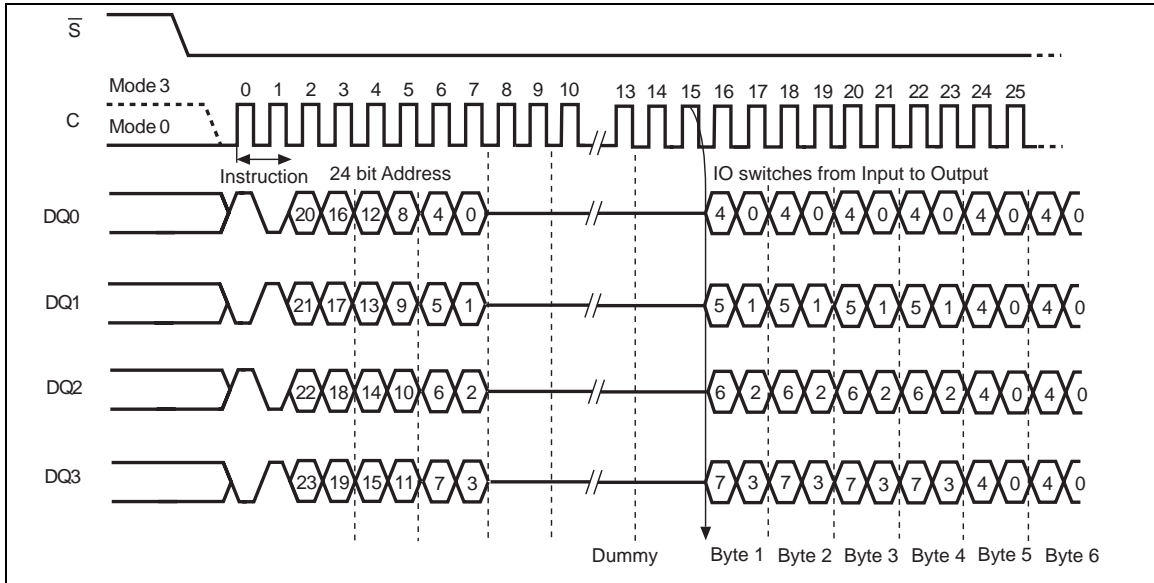 S
Mode 3
0 1 2 3 4 5 6 7 8 9 10 13 14 15 16 17 18 19 20 21 22 23 24 25
C
Mode 0
Instruction 24 bit Address IO switches from Input to Output
DQ0 20 16 12 8 4 0 4 0 4 0 4 0 4 0 4 0 4 0
DQ1 21 17 13 9 5 1 5 1 5 1 5 1 5 1 4 0 4 0
DQ2 22 18 14 10 6 2 6 2 6 2 6 2 6 2 4 0 4 0
DQ3 23 19 15 11 7 3 7 3 7 3 7 3 7 3 4 0 4 0
Dummy Byte 1 Byte 2 Byte 3 Byte 4 Byte 5 Byte 6